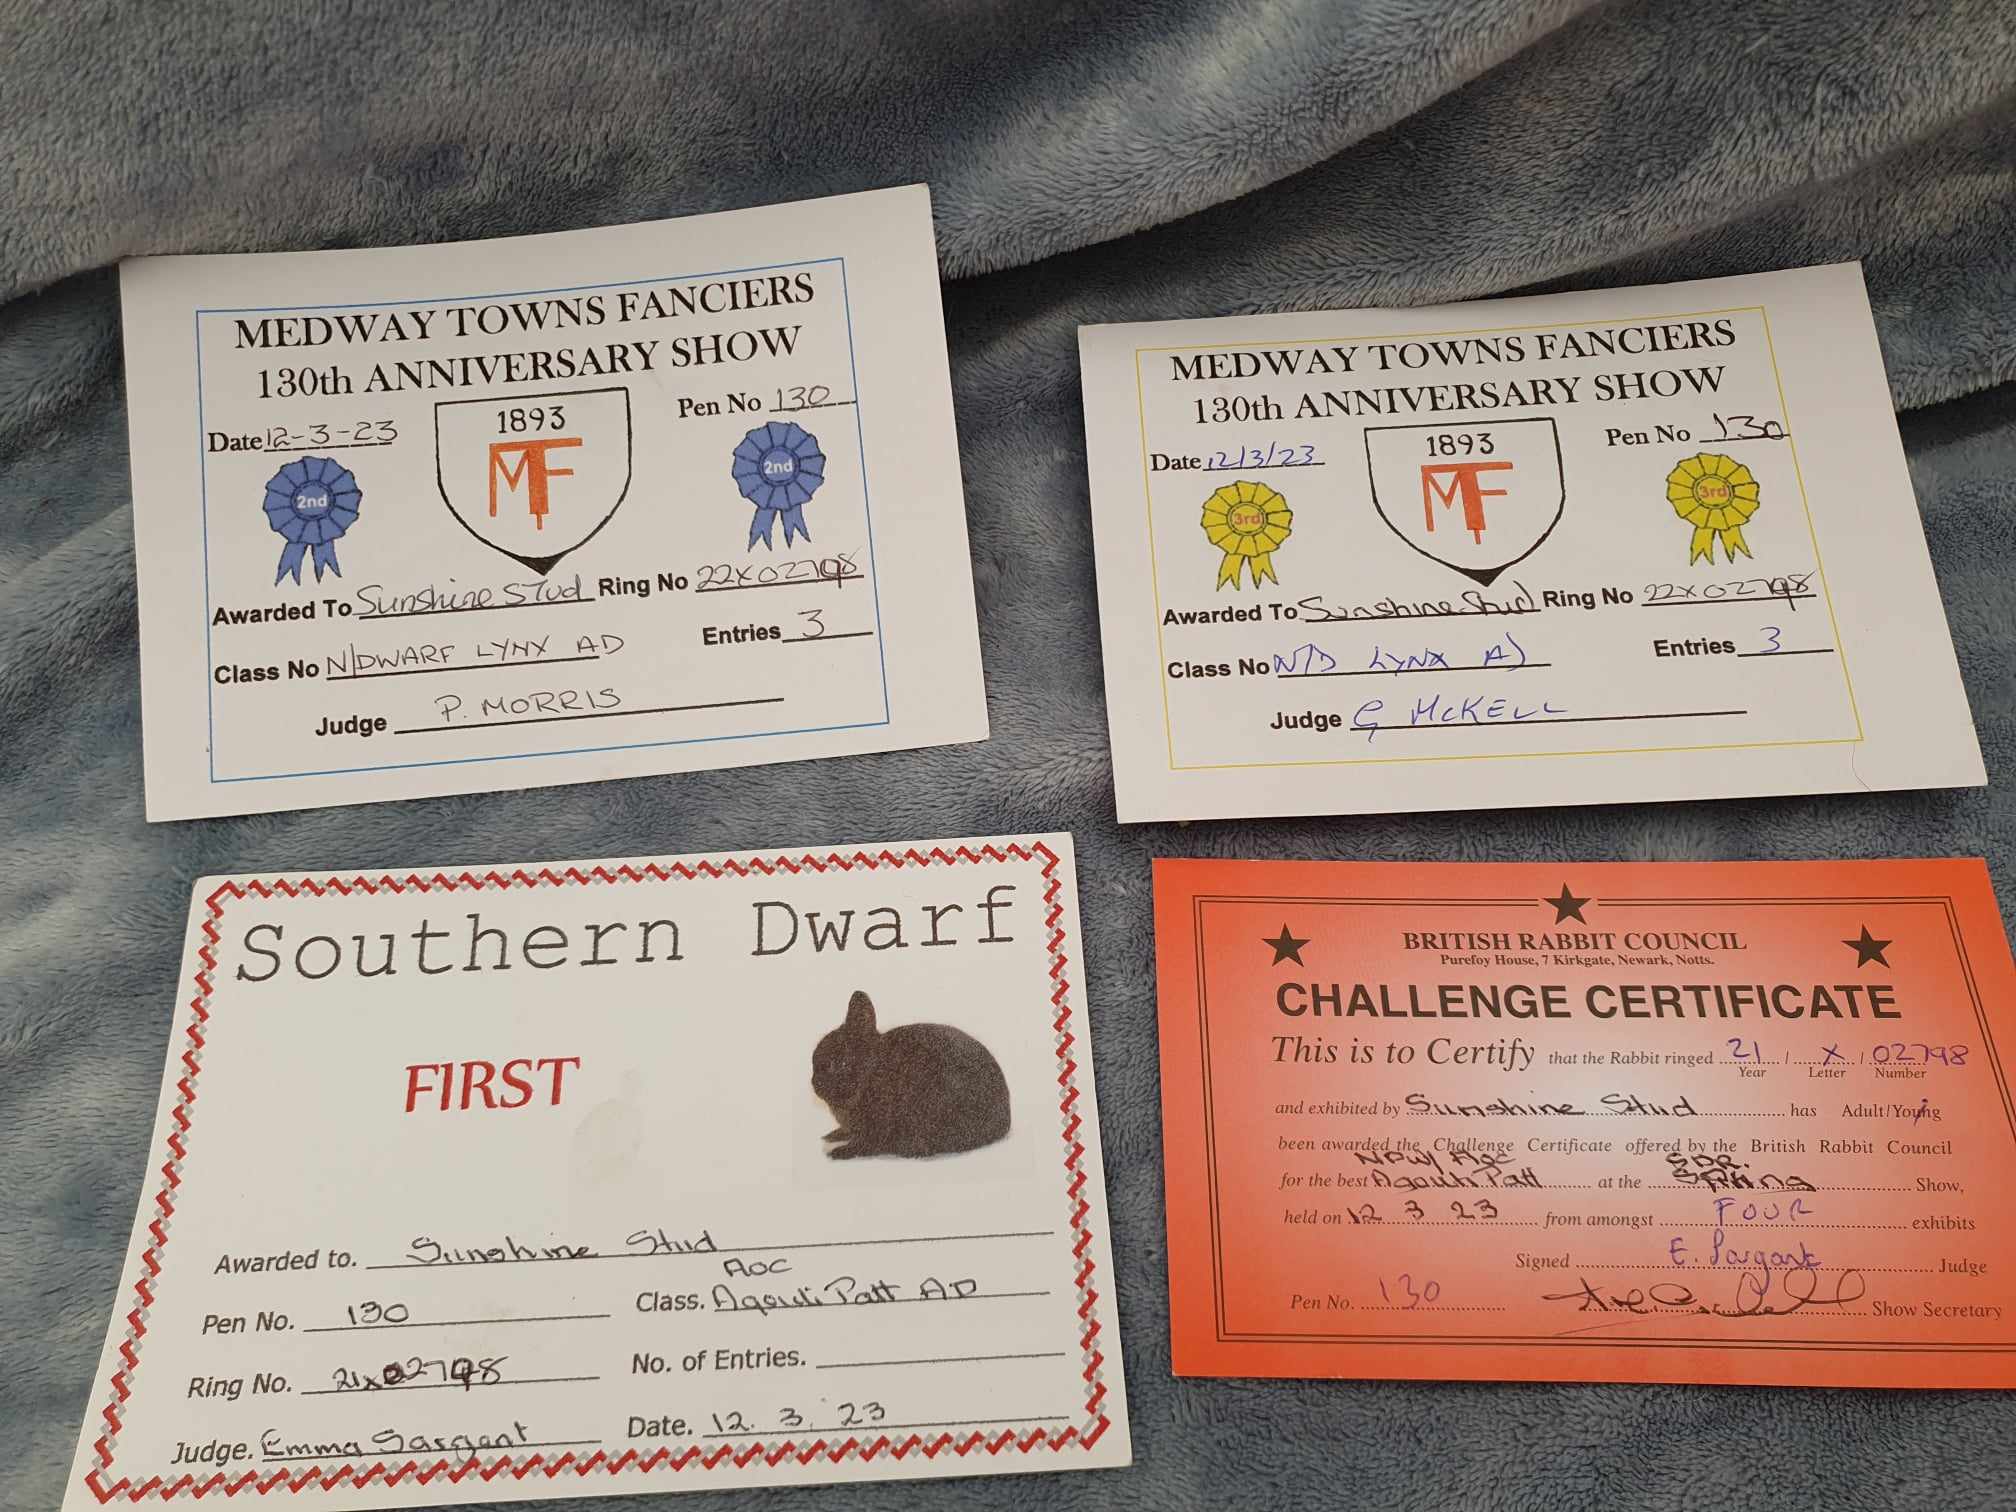 MEDWAY TOWNS FANCIERS
130th ANNIVERSARY SHOW
Date 12-3-23
1893
Pen No 130
MTF
2nd
2nd
Awarded To Sunshine Stud Ring No 22X02798
Class No N/DWARF LYNX AD Entries 3
Judge P. MORRIS
MEDWAY TOWNS FANCIERS
130th ANNIVERSARY SHOW
Date 12/3/23
1893
Pen No 130
MTF
3rd
3rd
Awarded To Sunshine Stud Ring No 22X02798
Class No N/D LYNX AD Entries 3
Judge G McKELL
Southern Dwarf
FIRST
Awarded to. Sunshine Stud
AOC
Pen No. 130 Class. Agouti Patt AD
Ring No. 21X02798 No. of Entries.
Judge. Emma Sargant Date. 12. 3. 23
BRITISH RABBIT COUNCIL
Purefoy House, 7 Kirkgate, Newark, Notts.
CHALLENGE CERTIFICATE
This is to Certify that the Rabbit ringed 21 / X / 02798
Year Letter Number
and exhibited by Sunshine Stud has Adult/Young
been awarded the Challenge Certificate offered by the British Rabbit Council
AOC SDR.
for the best Agouti Patt at the Spring Show,
held on 12 3 23 from amongst FOUR exhibits
Signed E. Sargant Judge
Pen No. 130 Show Secretary